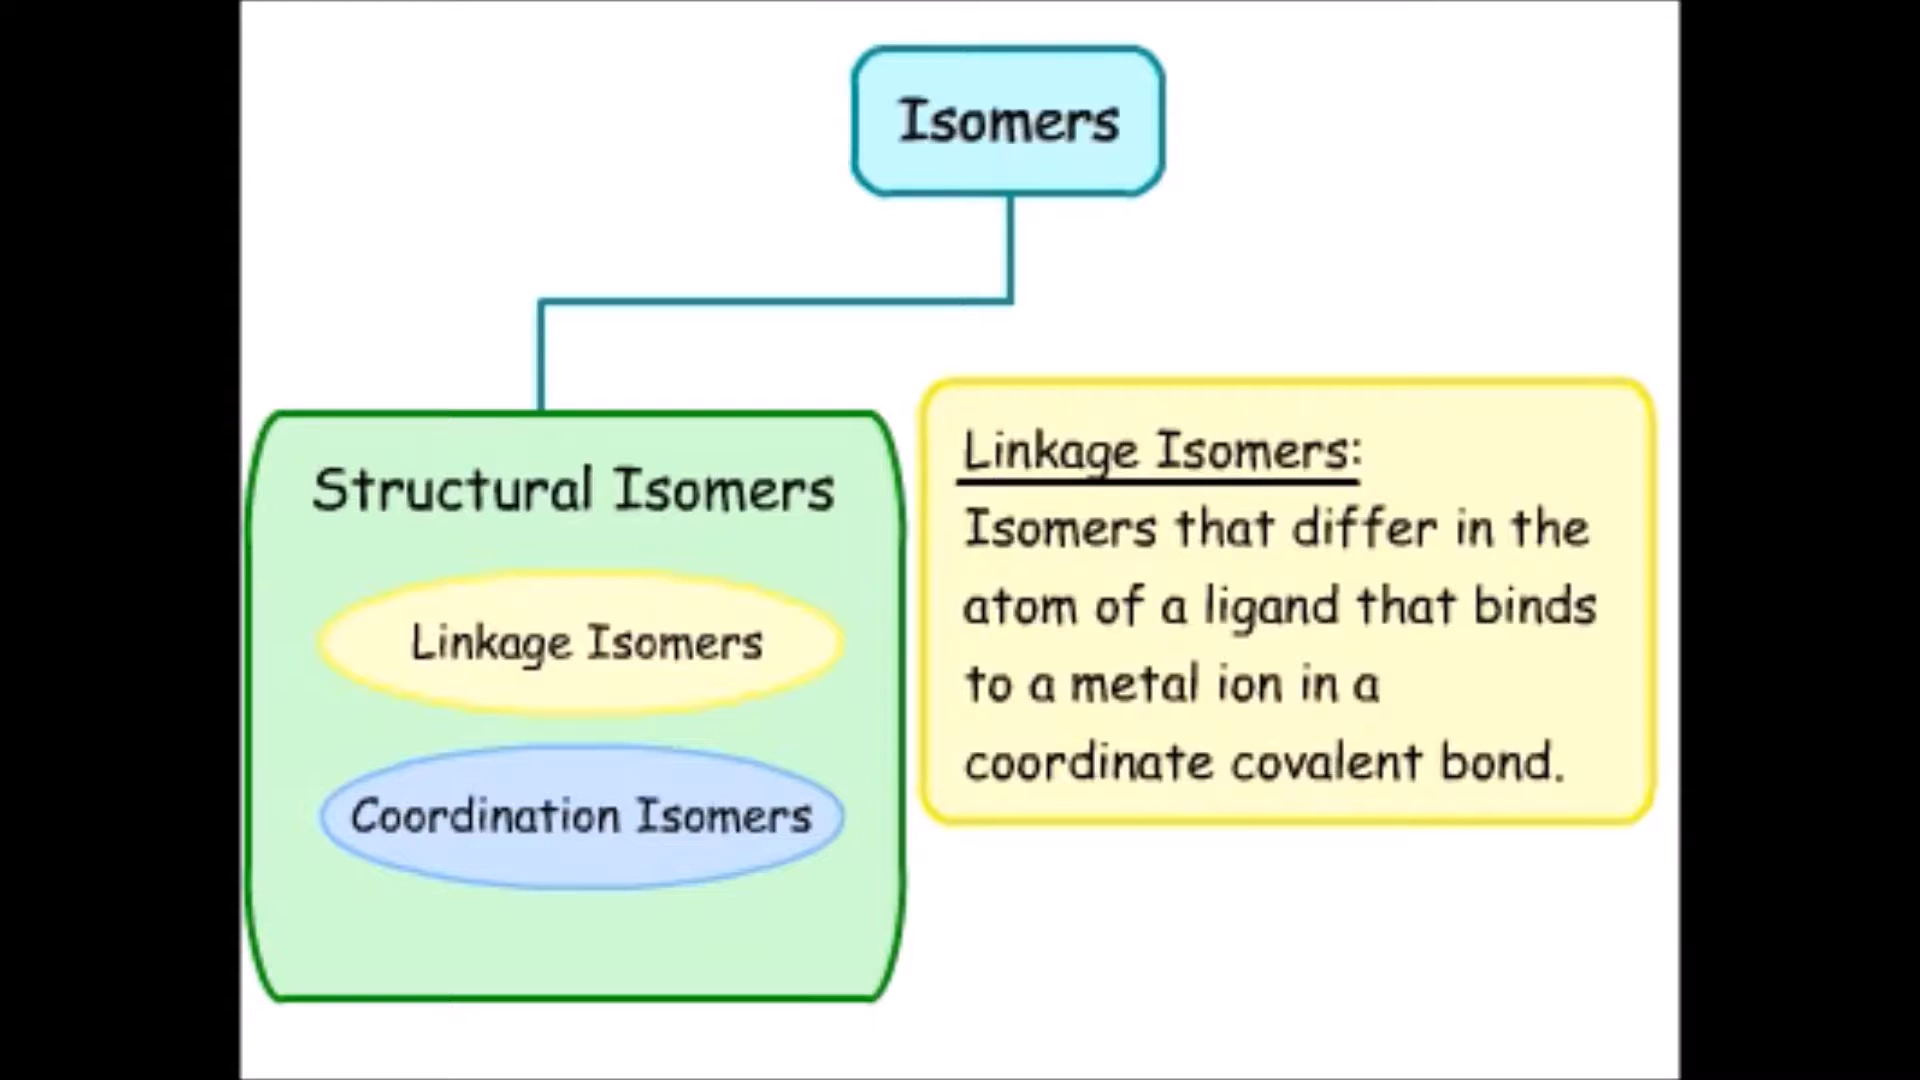 Isomers
Structural Isomers
Linkage Isomers
Coordination Isomers
Linkage Isomers:
Isomers that differ in the
atom of a ligand that binds
to a metal ion in a
coordinate covalent bond.